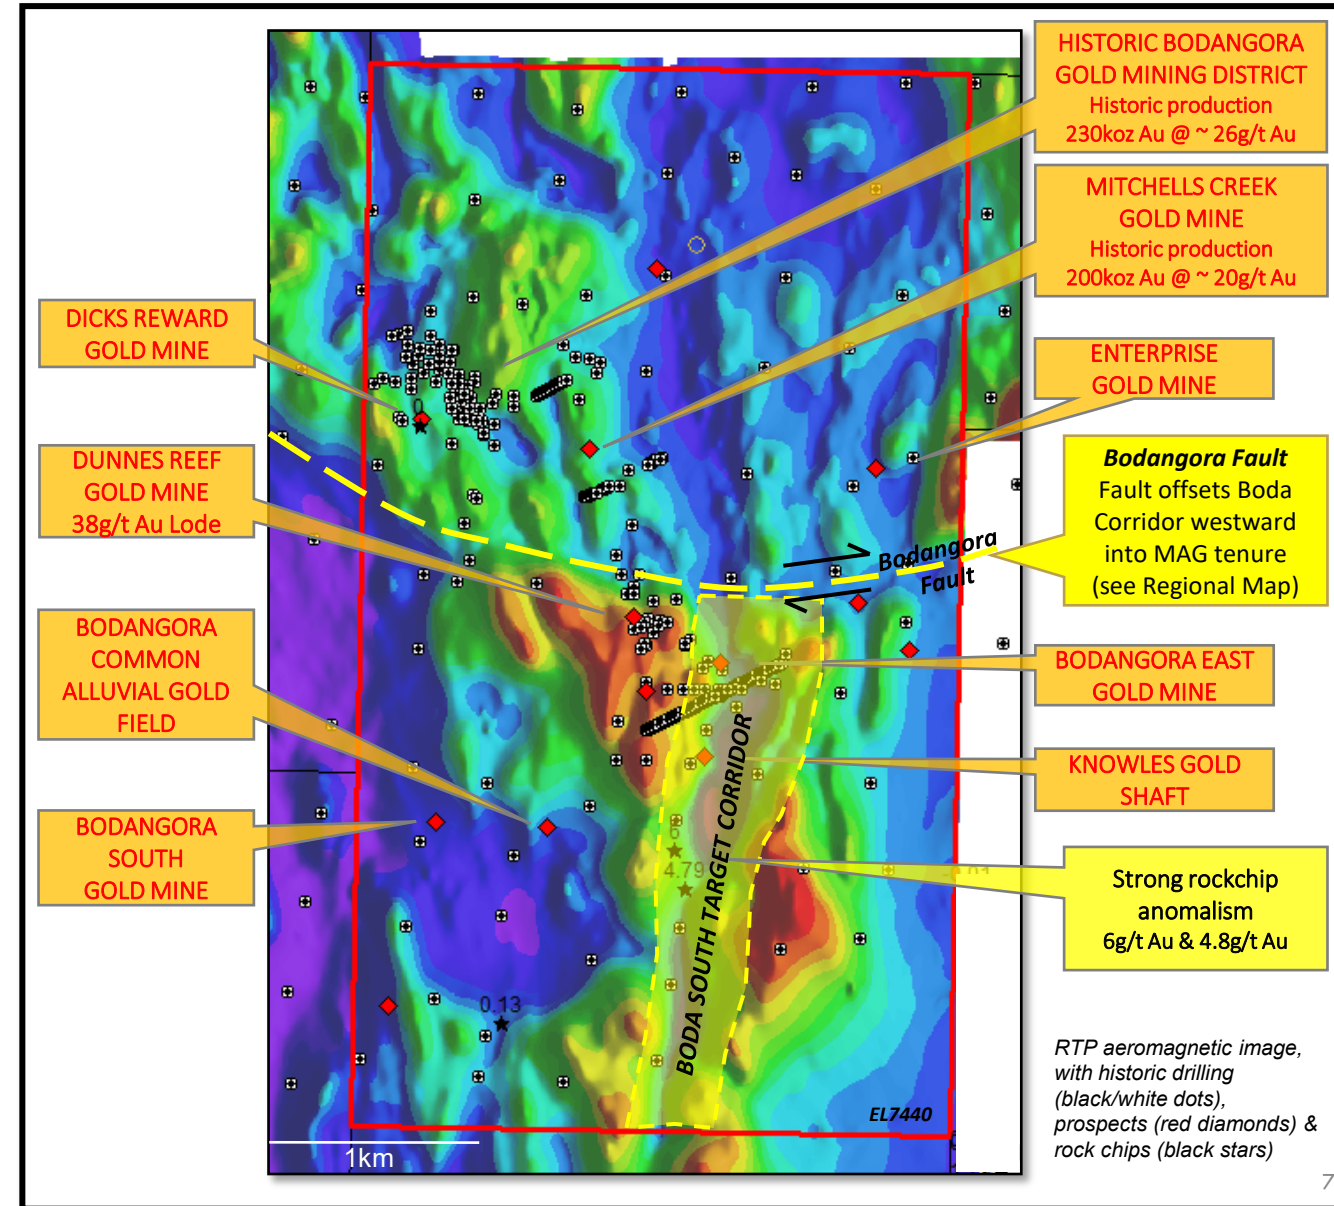 HISTORIC BODANGORA
GOLD MINING DISTRICT
Historic production
230koz Au @ ~ 26g/t Au
MITCHELLS CREEK
GOLD MINE
Historic production
200koz Au @ ~ 20g/t Au
DICKS REWARD
GOLD MINE
ENTERPRISE
GOLD MINE
0
DUNNES REEF
GOLD MINE
38g/t Au Lode
Bodangora Fault
Fault offsets Boda
Corridor westward
into MAG tenure
(see Regional Map)
Bodangora
Fault
BODANGORA
COMMON
ALLUVIAL GOLD
FIELD
BODANGORA EAST
GOLD MINE
KNOWLES GOLD
SHAFT
BODANGORA
SOUTH
GOLD MINE
6
4.79
BODA SOUTH TARGET CORRIDOR
Strong rockchip
anomalism
6g/t Au & 4.8g/t Au
0.13
EL7440
1km
RTP aeromagnetic image,
with historic drilling
(black/white dots),
prospects (red diamonds) &
rock chips (black stars)
7